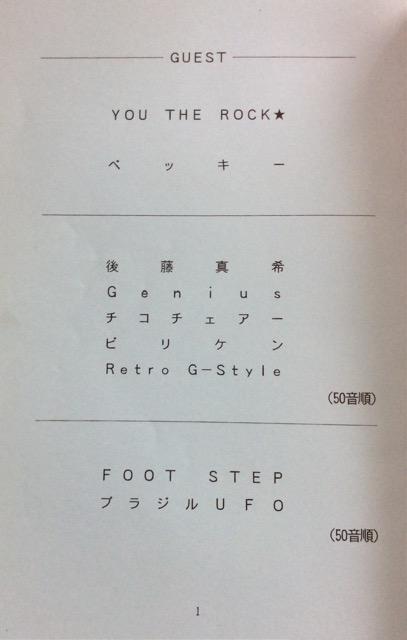 GUEST
YOU THE ROCK★
ベッキー
後藤真希
Genius
チコチェアー
ビリケン
Retro G-Style
(50音順)
FOOT STEP
ブラジルUFO
(50音順)
1